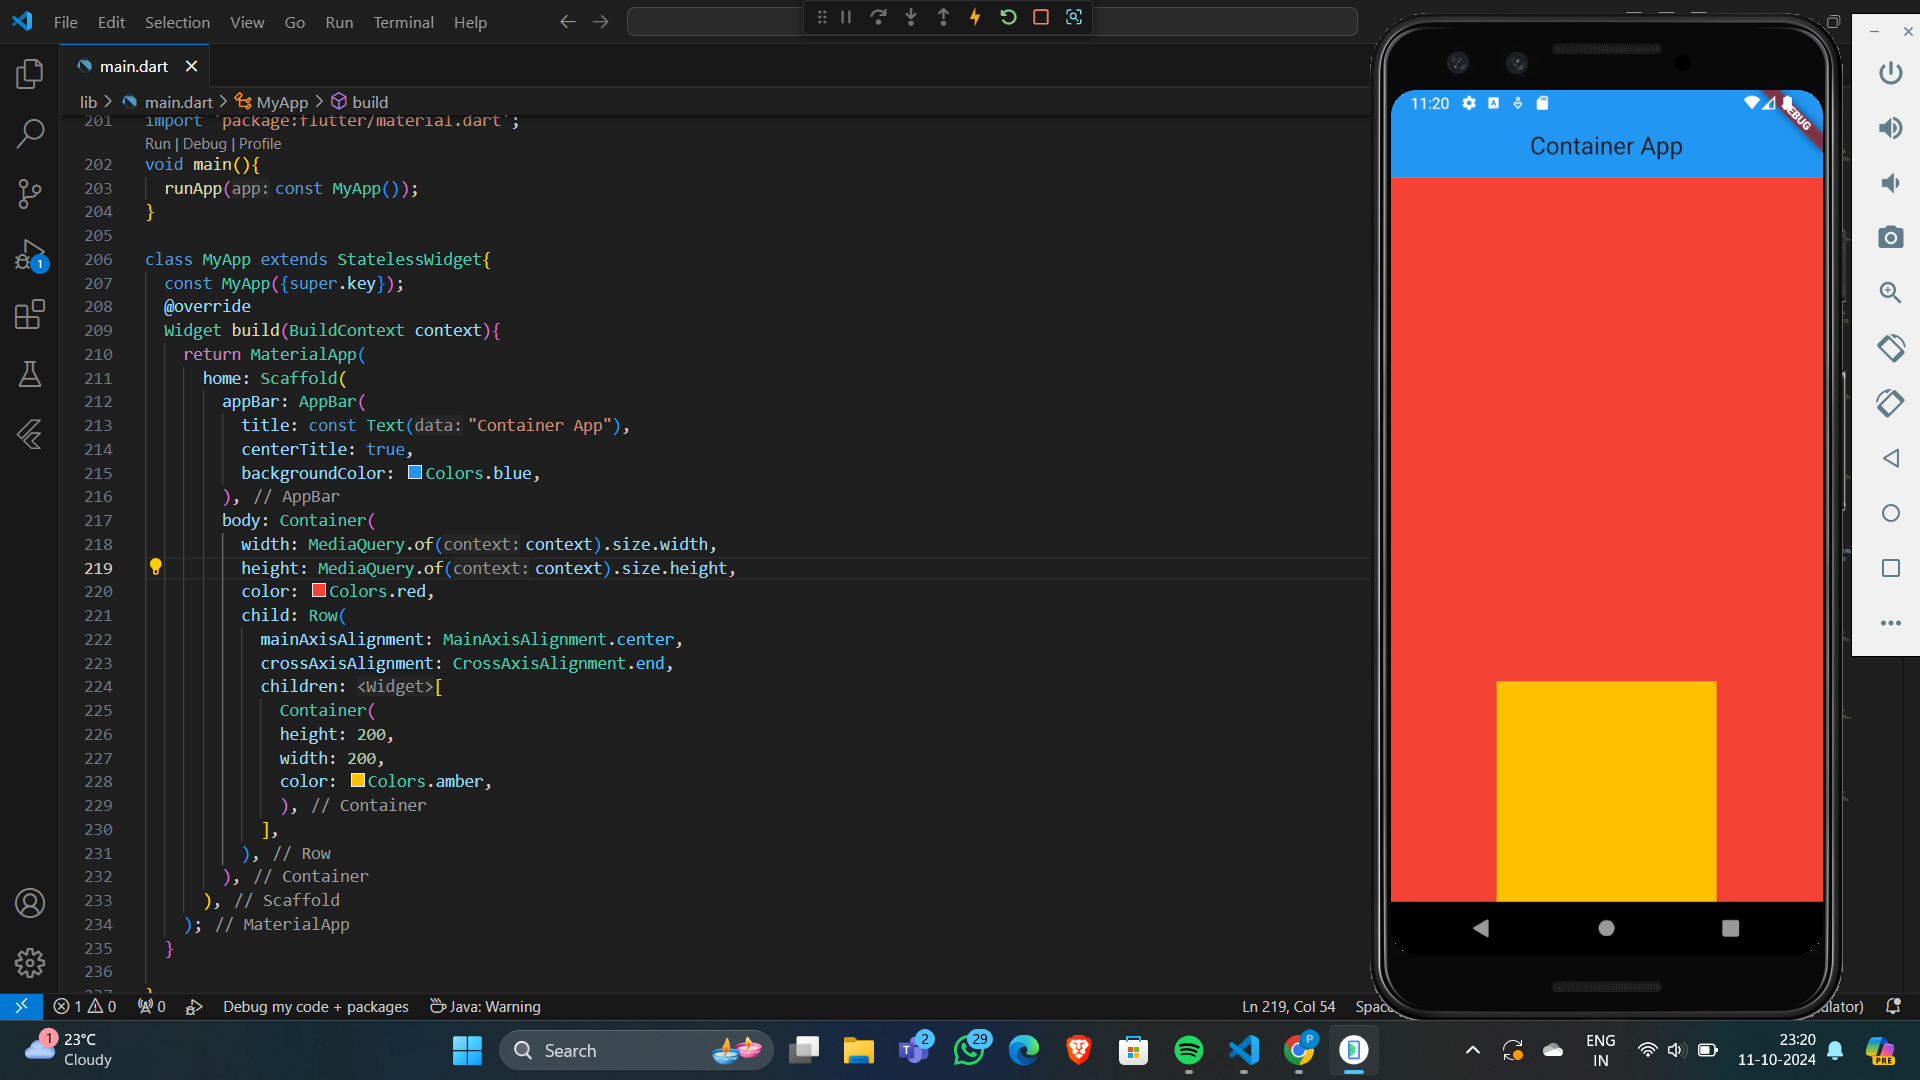 File Edit Selection View Go Run Terminal Help
main.dart
lib > main.dart > MyApp > build
201 import 'package:flutter/material.dart';
Run | Debug | Profile
202 void main(){
203 runApp(app: const MyApp());
204 }
205
206 class MyApp extends StatelessWidget{
207 const MyApp({super.key});
208 @override
209 Widget build(BuildContext context){
210 return MaterialApp(
211 home: Scaffold(
212 appBar: AppBar(
213 title: const Text(data: "Container App"),
214 centerTitle: true,
215 backgroundColor: Colors.blue,
216 ), // AppBar
217 body: Container(
218 width: MediaQuery.of(context: context).size.width,
219 height: MediaQuery.of(context: context).size.height,
220 color: Colors.red,
221 child: Row(
222 mainAxisAlignment: MainAxisAlignment.center,
223 crossAxisAlignment: CrossAxisAlignment.end,
224 children: <Widget>[
225 Container(
226 height: 200,
227 width: 200,
228 color: Colors.amber,
229 ), // Container
230 ],
231 ), // Row
232 ), // Container
233 ), // Scaffold
234 ); // MaterialApp
235 }
236
237 }
1
11:20
Container App
1 0 0 Debug my code + packages Java: Warning
Ln 219, Col 54
1
23°C
Cloudy
Search
2
29
P
ENG
IN
23:20
11-10-2024
PRE